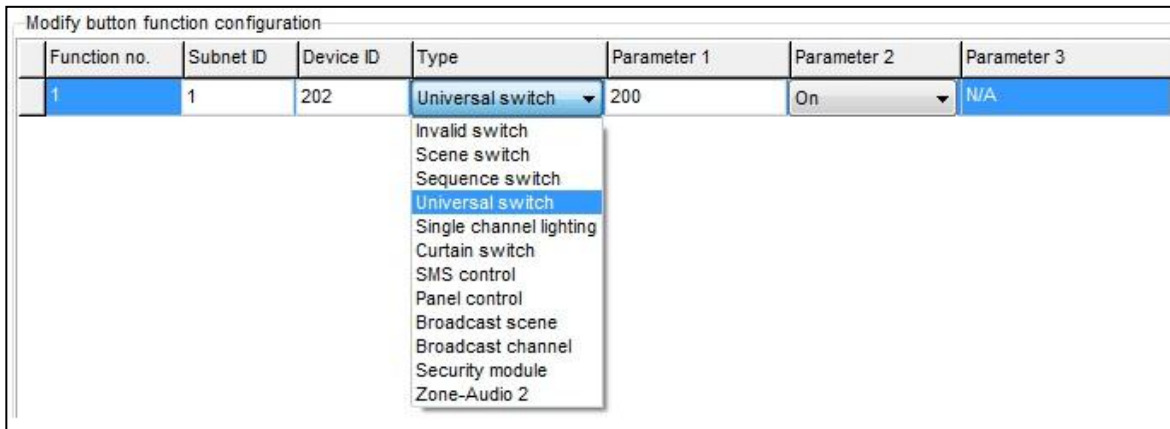 Modify button function configuration
Function no. Subnet ID Device ID Type Parameter 1 Parameter 2 Parameter 3
1 1 202 Universal switch 200 On N/A
Invalid switch
Scene switch
Sequence switch
Universal switch
Single channel lighting
Curtain switch
SMS control
Panel control
Broadcast scene
Broadcast channel
Security module
Zone-Audio 2